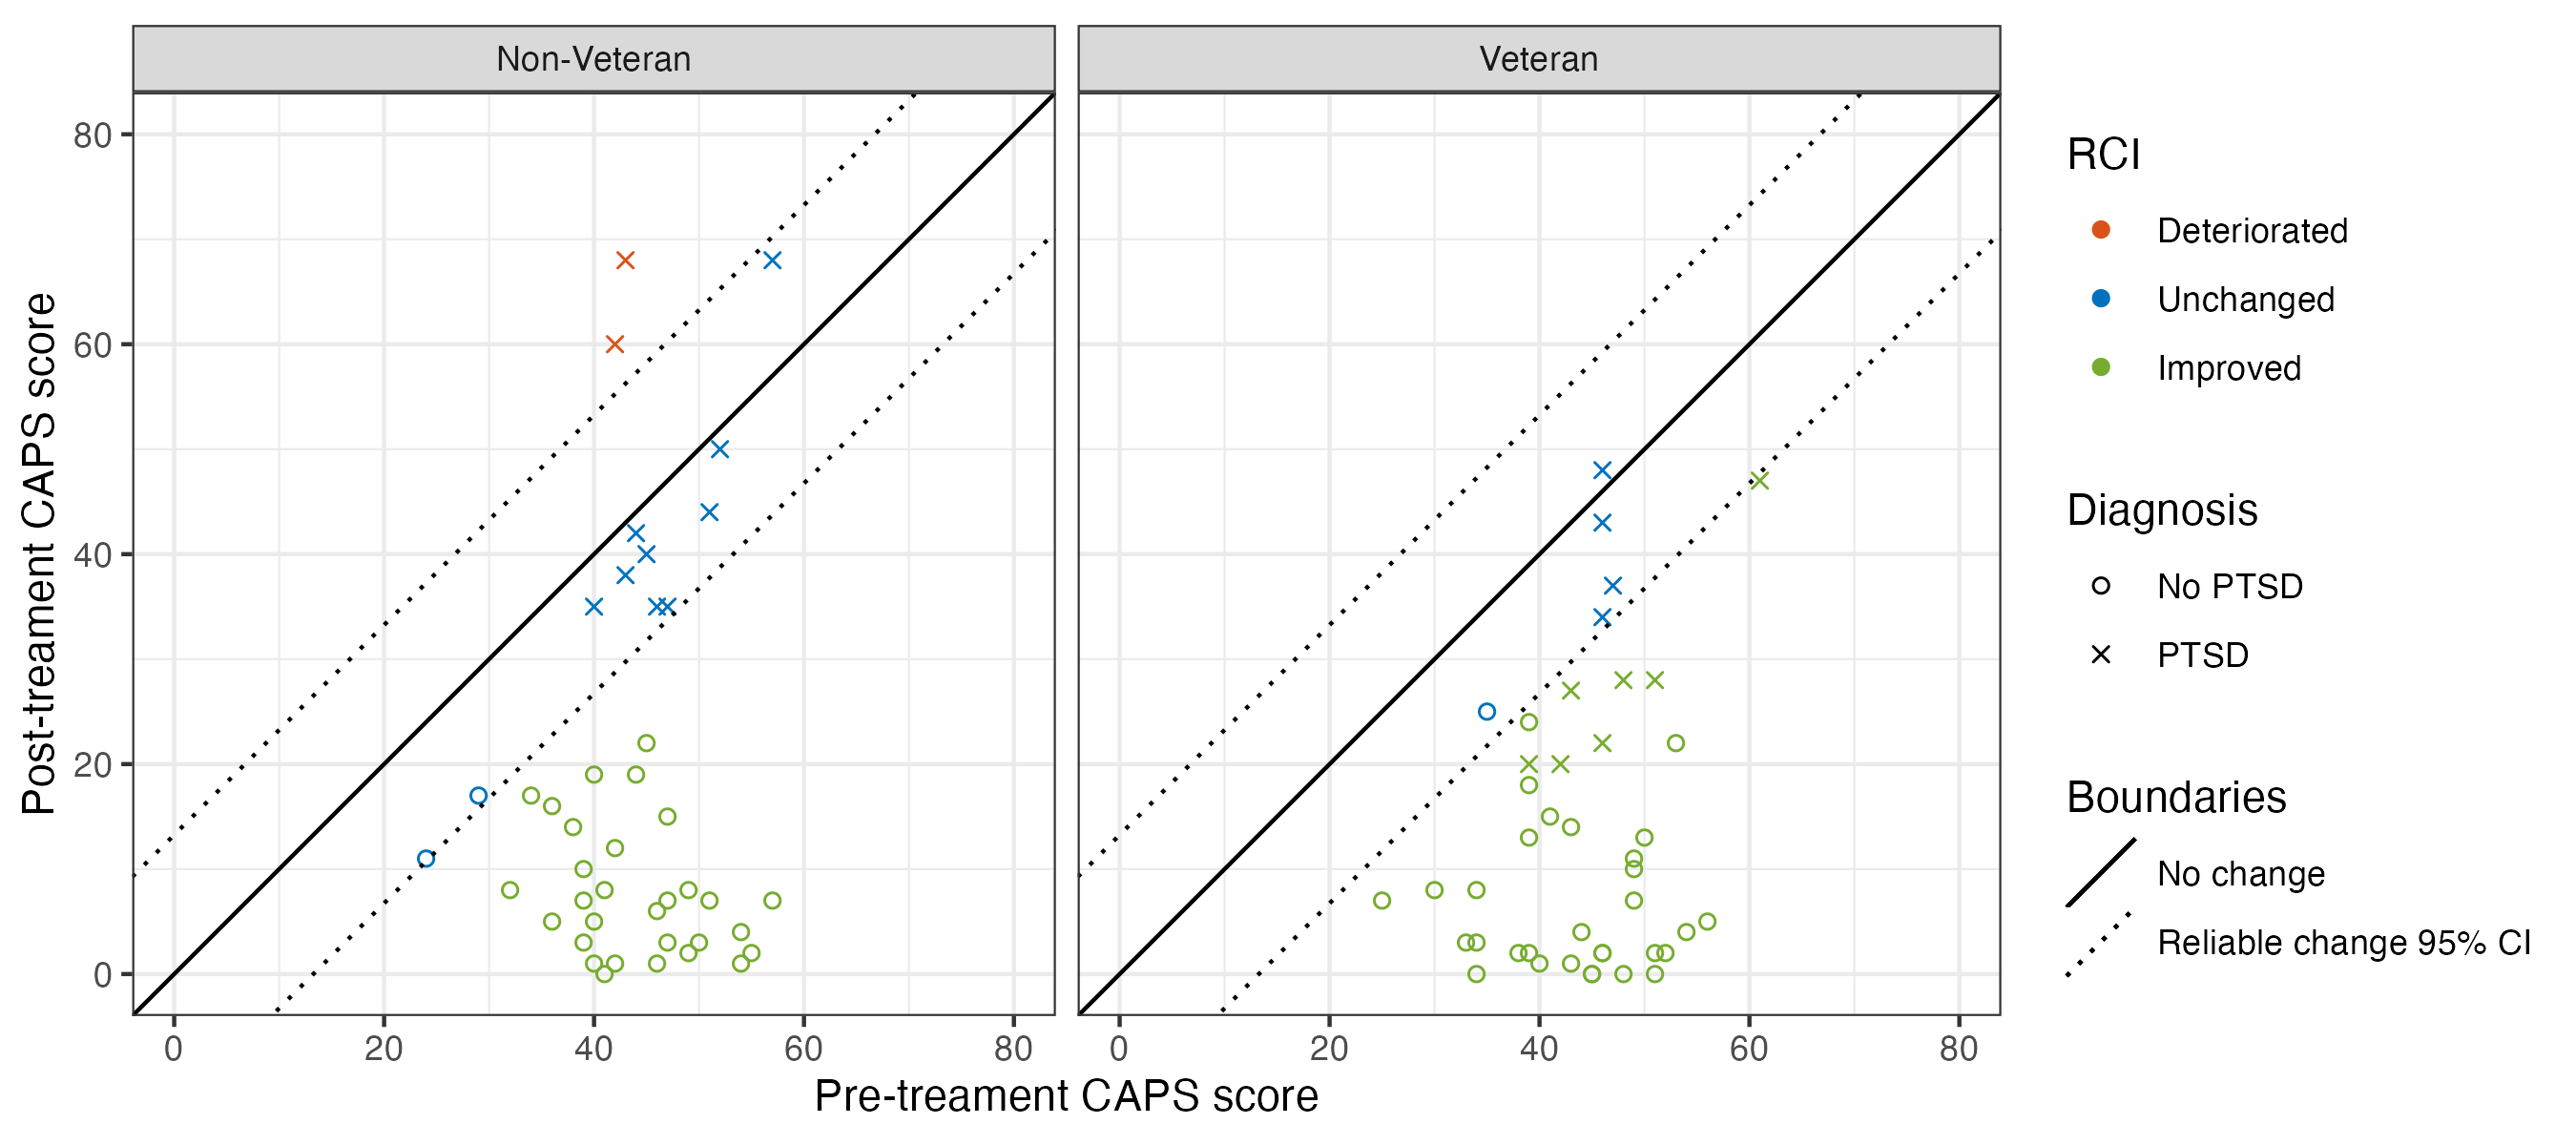 Non-Veteran
Veteran
80
60
40
20
0
0
20
40
60
80
0
20
40
60
80
Post-treament CAPS score
Pre-treament CAPS score
RCI
Deteriorated
Unchanged
Improved
Diagnosis
No PTSD
PTSD
Boundaries
No change
Reliable change 95% CI